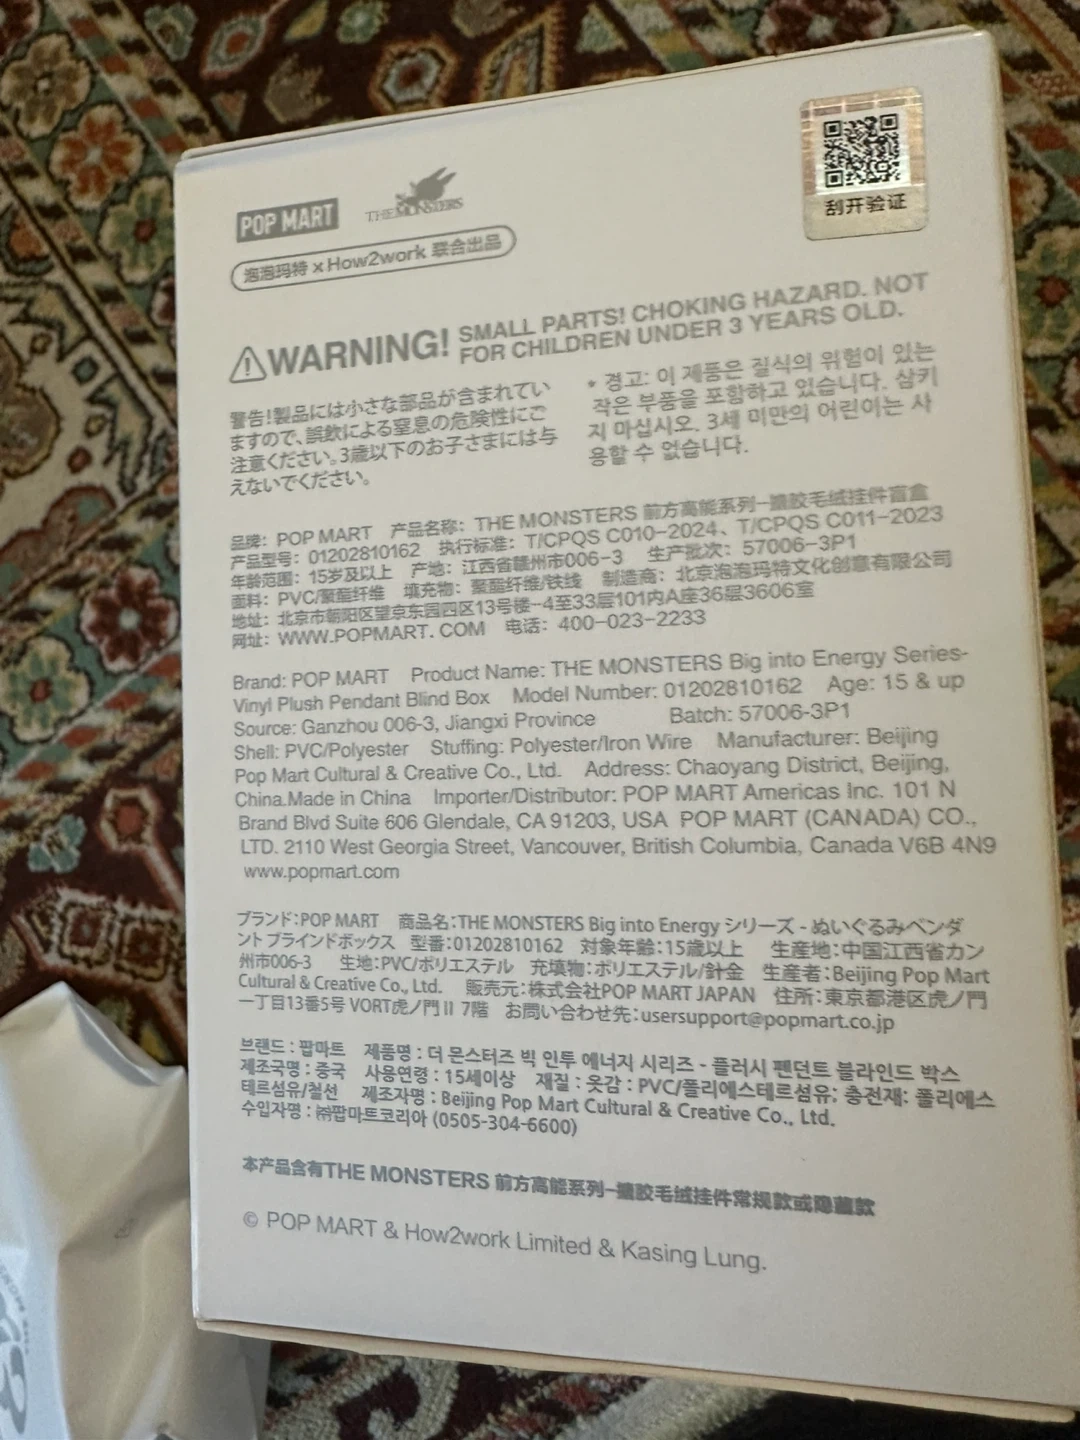 POP MART THE MONSTERS
泡泡玛特 x How2work 联合出品
刮开验证
WARNING! SMALL PARTS! CHOKING HAZARD. NOT
FOR CHILDREN UNDER 3 YEARS OLD.
警告!製品には小さな部品が含まれてい
ますので、誤飲による窒息の危険性にご
注意ください。3歳以下のお子さまには与
えないでください。
* 경고: 이 제품은 질식의 위험이 있는
작은 부품을 포함하고 있습니다. 삼키
지 마십시오. 3세 미만의 어린이는 사
용할 수 없습니다.
品牌: POP MART 产品名称: THE MONSTERS 前方高能系列-搪胶毛绒挂件盲盒
产品型号: 01202810162 执行标准: T/CPQS C010-2024、T/CPQS C011-2023
年龄范围: 15岁及以上 产地: 江西省赣州市006-3 生产批次: 57006-3P1
面料: PVC/聚酯纤维 填充物: 聚酯纤维/铁线 制造商: 北京泡泡玛特文化创意有限公司
地址: 北京市朝阳区望京东园四区13号楼-4至33层101内A座36层3606室
网址: WWW.POPMART.COM 电话: 400-023-2233
Brand: POP MART Product Name: THE MONSTERS Big into Energy Series-
Vinyl Plush Pendant Blind Box Model Number: 01202810162 Age: 15 & up
Source: Ganzhou 006-3, Jiangxi Province Batch: 57006-3P1
Shell: PVC/Polyester Stuffing: Polyester/Iron Wire Manufacturer: Beijing
Pop Mart Cultural & Creative Co., Ltd. Address: Chaoyang District, Beijing,
China.Made in China Importer/Distributor: POP MART Americas Inc. 101 N
Brand Blvd Suite 606 Glendale, CA 91203, USA POP MART (CANADA) CO.,
LTD. 2110 West Georgia Street, Vancouver, British Columbia, Canada V6B 4N9
www.popmart.com
ブランド:POP MART 商品名:THE MONSTERS Big into Energy シリーズ - ぬいぐるみペンダ
ント ブラインドボックス 型番:01202810162 対象年齢:15歳以上 生産地:中国江西省カン
州市006-3 生地:PVC/ポリエステル 充填物:ポリエステル/針金 生産者:Beijing Pop Mart
Cultural & Creative Co., Ltd. 販売元:株式会社POP MART JAPAN 住所:東京都港区虎ノ門
一丁目13番5号 VORT虎ノ門II 7階 お問い合わせ先:usersupport@popmart.co.jp
브랜드 : 팝마트 제품명 : 더 몬스터즈 빅 인투 에너지 시리즈 - 플러시 펜던트 블라인드 박스
제조국명 : 중국 사용연령 : 15세이상 재질 : 옷감 : PVC/폴리에스테르섬유; 충전재: 폴리에스
테르섬유/철선 제조자명 : Beijing Pop Mart Cultural & Creative Co., Ltd.
수입자명 : ㈜팝마트코리아 (0505-304-6600)
本产品含有THE MONSTERS 前方高能系列-搪胶毛绒挂件常规款或隐藏款
© POP MART & How2work Limited & Kasing Lung.